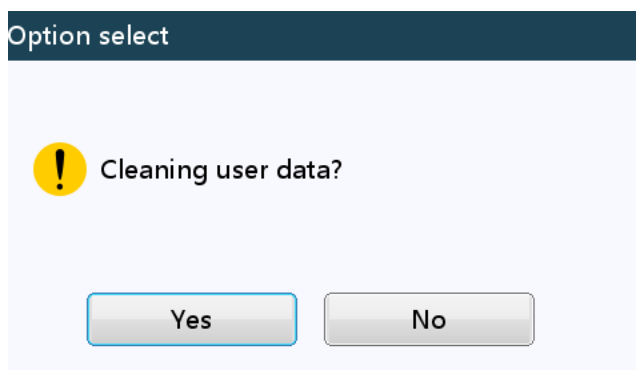 Option select
Cleaning user data?
Yes
No